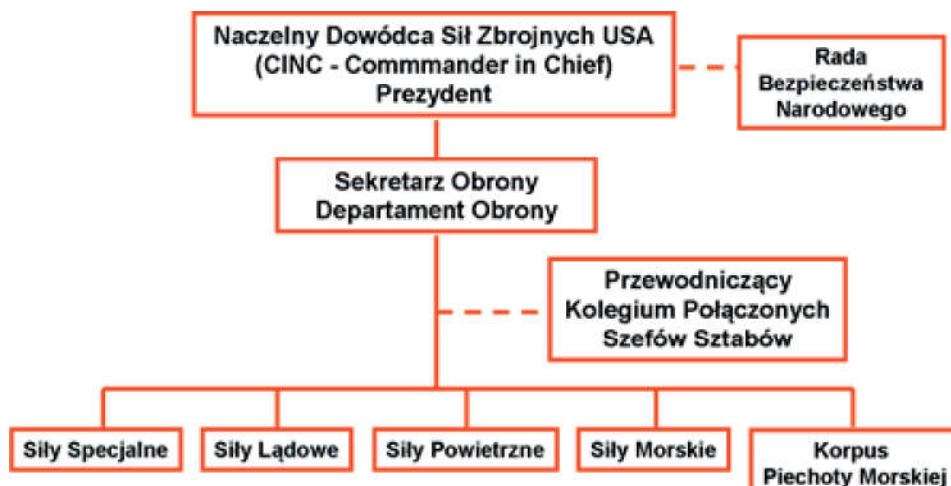 Naczelny Dowódca Sił Zbrojnych USA
(CINC - Commmander in Chief)
Prezydent
Rada
Bezpieczeństwa
Narodowego
Sekretarz Obrony
Departament Obrony
Przewodniczący
Kolegium Połączonych
Szefów Sztabów
Siły Specjalne
Siły Lądowe
Siły Powietrzne
Siły Morskie
Korpus
Piechoty Morskiej